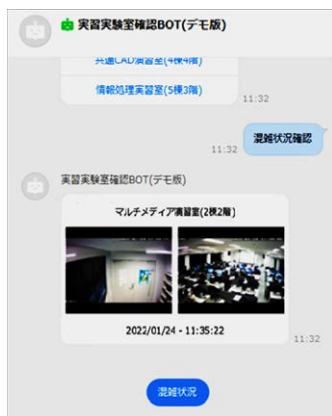 実習実験室確認BOT(デモ版)
共通CAD演習室(4棟4階)
情報処理演習室(5棟3階)
11:32
混雑状況確認
11:32
実習実験室確認BOT(デモ版)
マルチメディア演習室(2棟2階)
2022/01/24 - 11:35:22
11:32
混雑状況